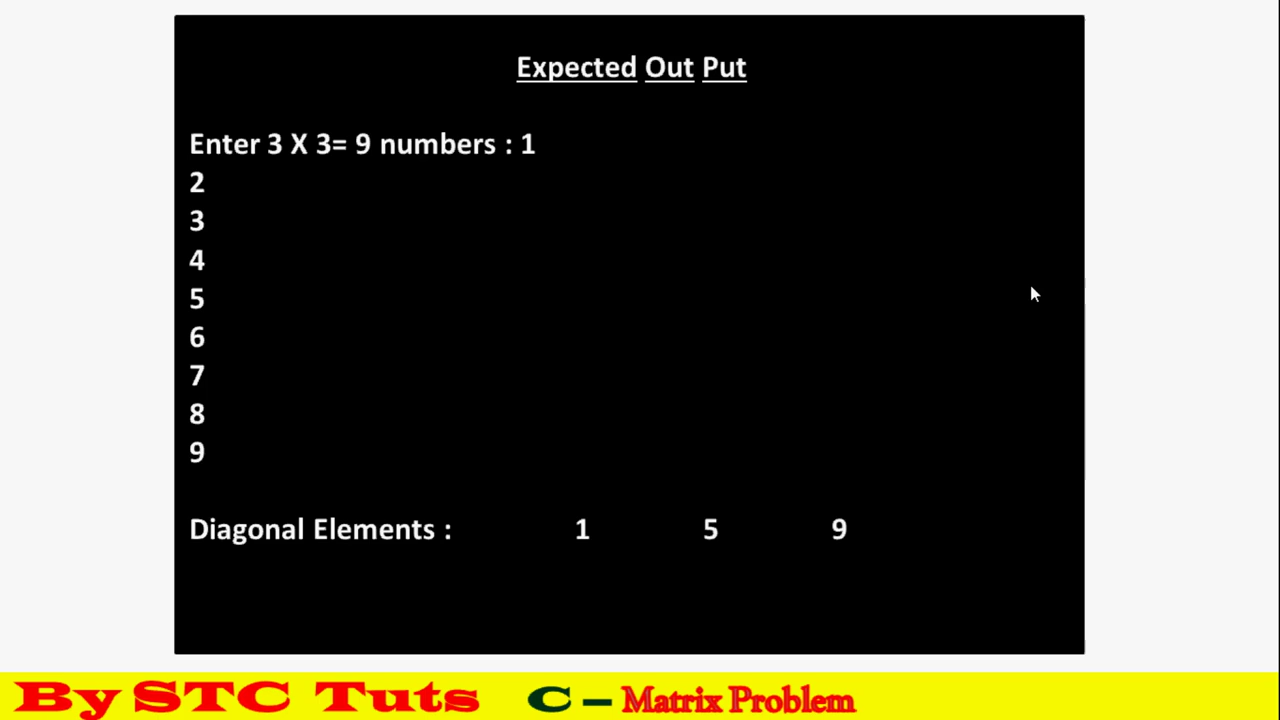 Expected Out Put
Enter 3 X 3= 9 numbers : 1
2
3
4
5
6
7
8
9
Diagonal Elements : 1 5 9
By STC Tuts C – Matrix Problem